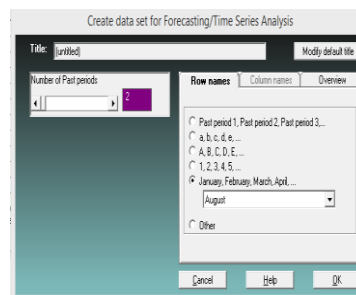 Create data set for Forecasting/Time Series Analysis
Title: (untitled)
Modify default title
Number of Past periods
2
Row names
Column names
Overview
Past period 1, Past period 2, Past period 3,...
a, b, c, d, e, ...
A, B, C, D, E, ...
1, 2, 3, 4, 5, ...
January, February, March, April, ...
August
Other
Cancel
Help
OK